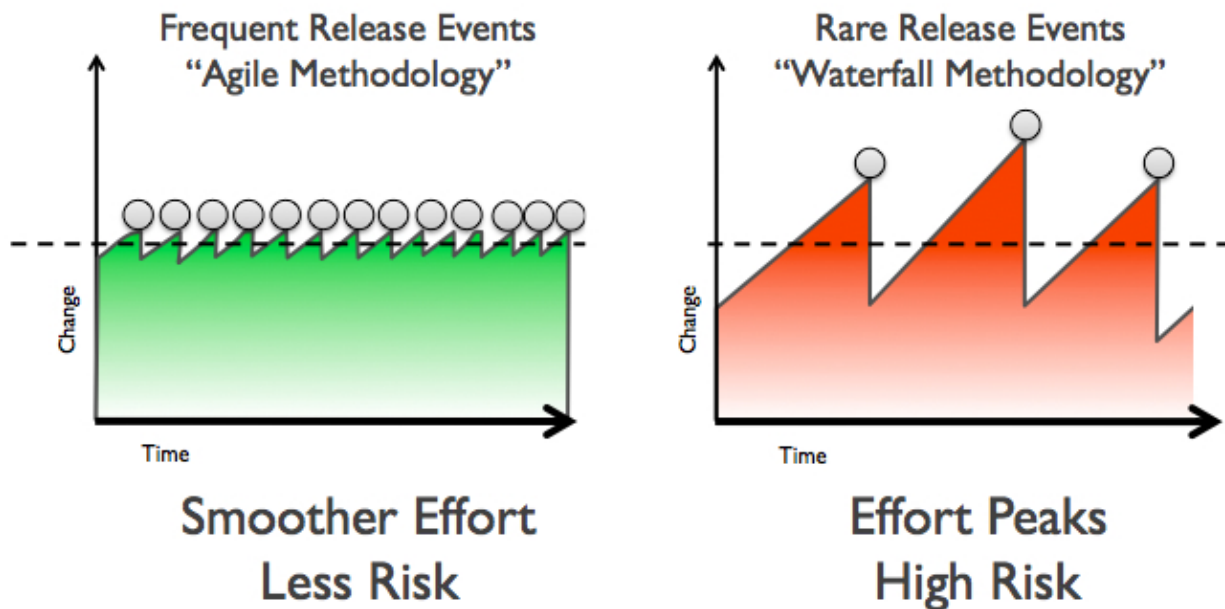 Frequent Release Events
“Agile Methodology”
Change
Time
Smoother Effort
Less Risk
Rare Release Events
“Waterfall Methodology”
Change
Time
Effort Peaks
High Risk